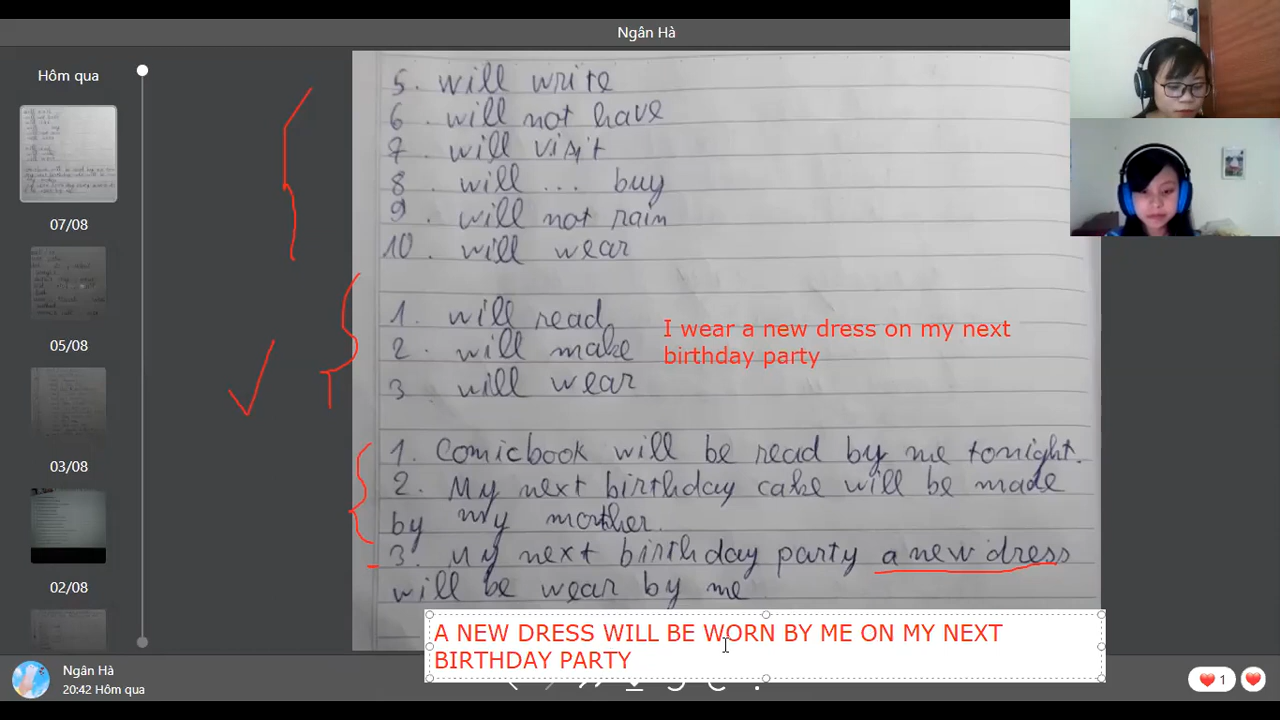 Ngân Hà
Hôm qua
07/08
05/08
03/08
02/08
5. will write
6. will not have
7. will visit
8. will ... buy
9. will not rain
10. will wear
1. will read
2. will make
3. will wear
I wear a new dress on my next
birthday party
1. Comicbook will be read by me tonight.
2. My next birthday cake will be made
by my morther.
3. My next birthday party a new dress
will be wear by me
A NEW DRESS WILL BE WORN BY ME ON MY NEXT
BIRTHDAY PARTY
Ngân Hà
20:42 Hôm qua
1